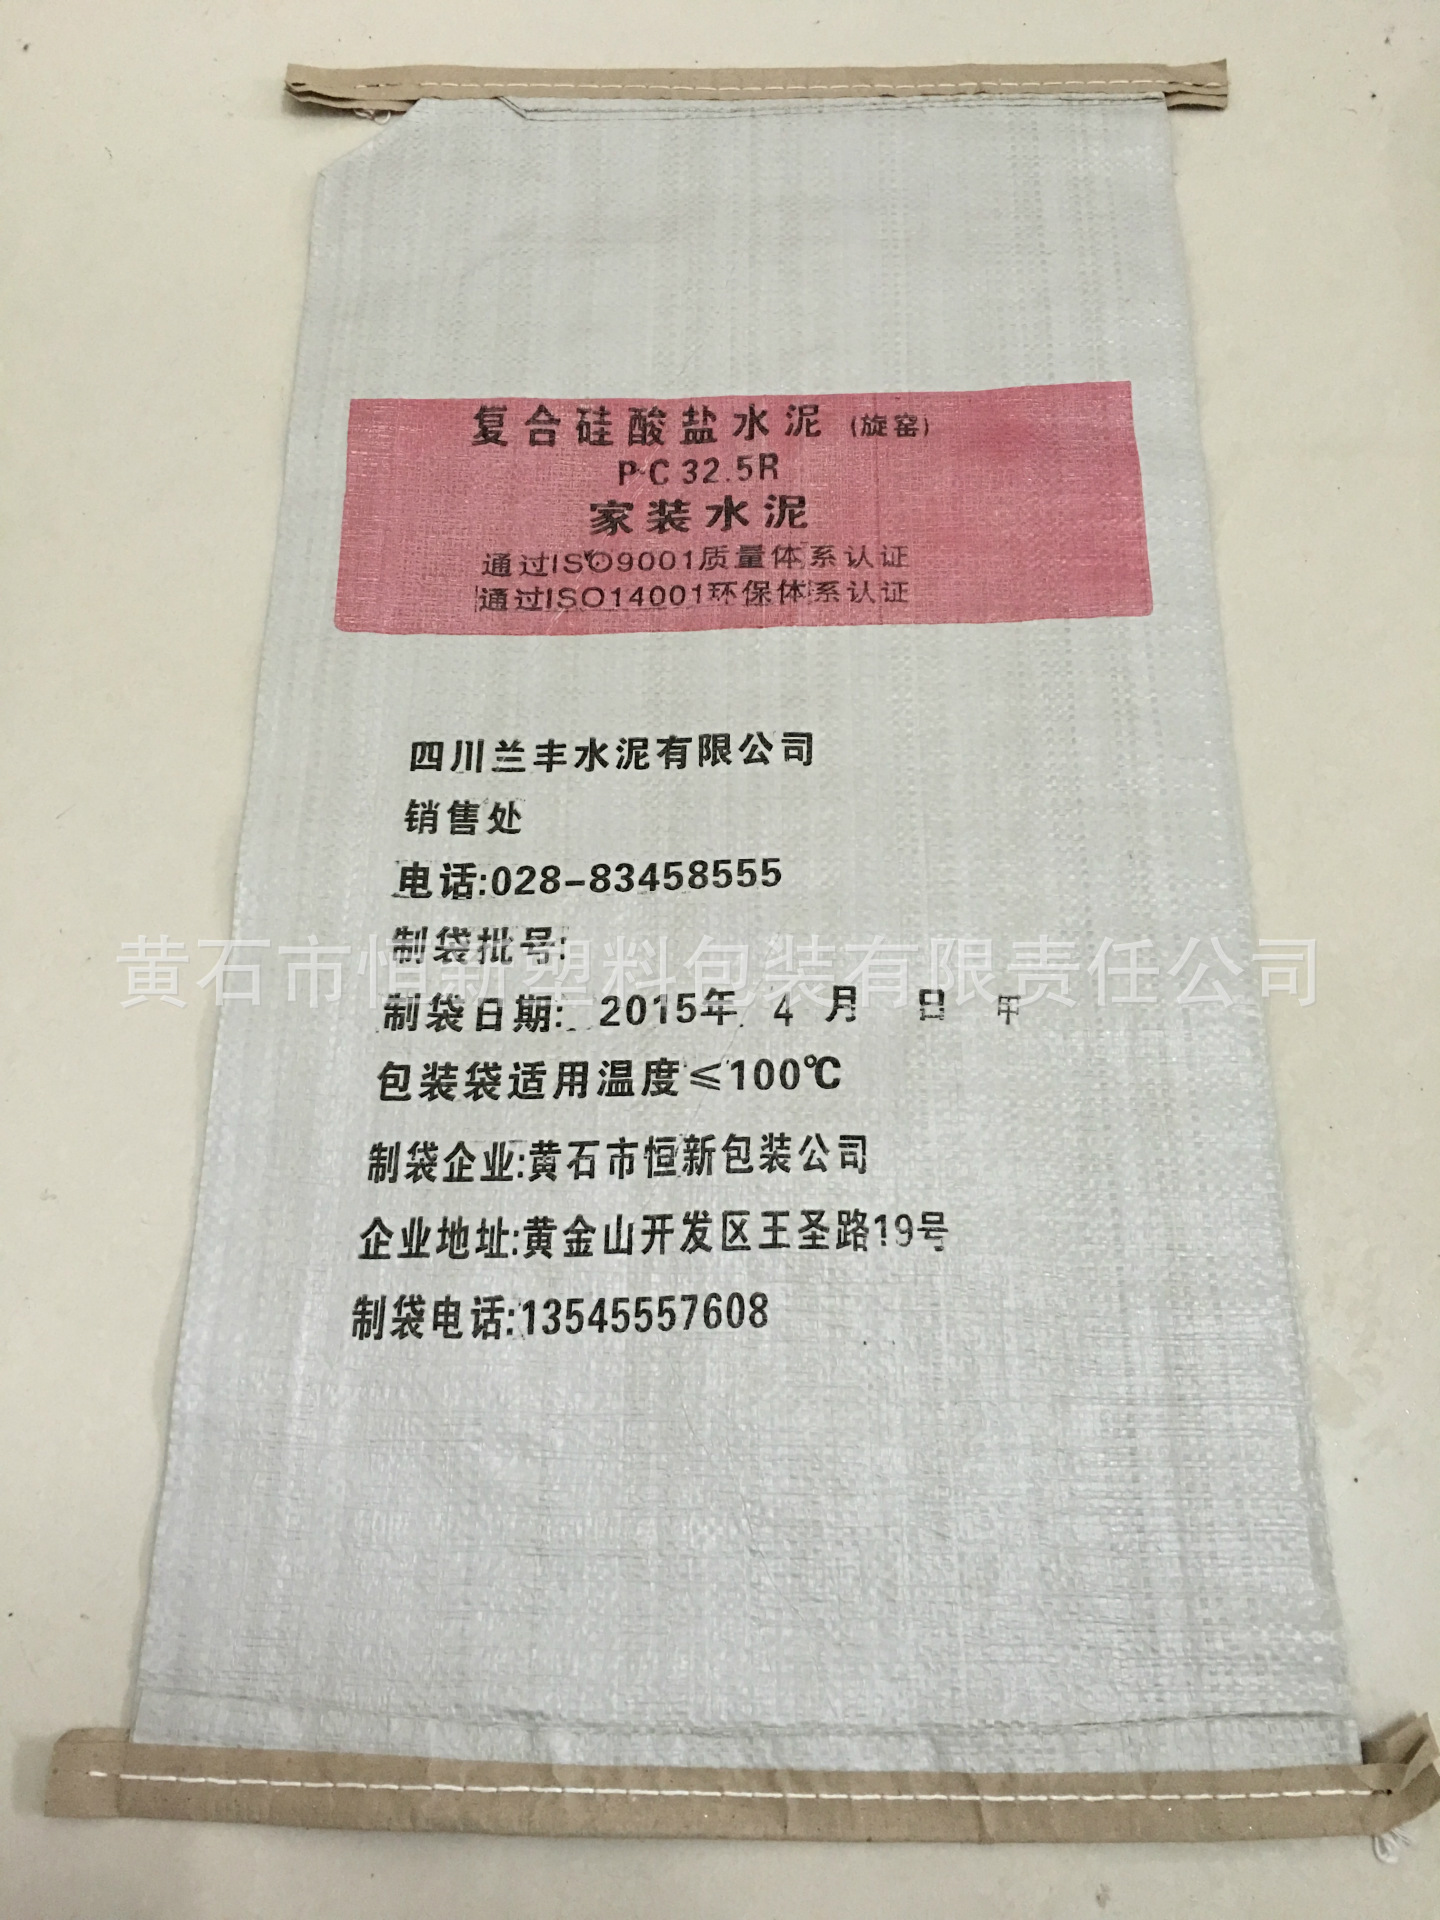 复合硅酸盐水泥(旋窑)
P·C 32.5R
家装水泥
通过ISO9001质量体系认证
通过ISO14001环保体系认证
四川兰丰水泥有限公司
销售处
电话:028-83458555
制袋批号:
黄石市恒新塑料包装有限责任公司
制袋日期: 2015年 4 月 日 甲
包装袋适用温度≤100℃
制袋企业:黄石市恒新包装公司
企业地址:黄金山开发区王圣路19号
制袋电话:13545557608